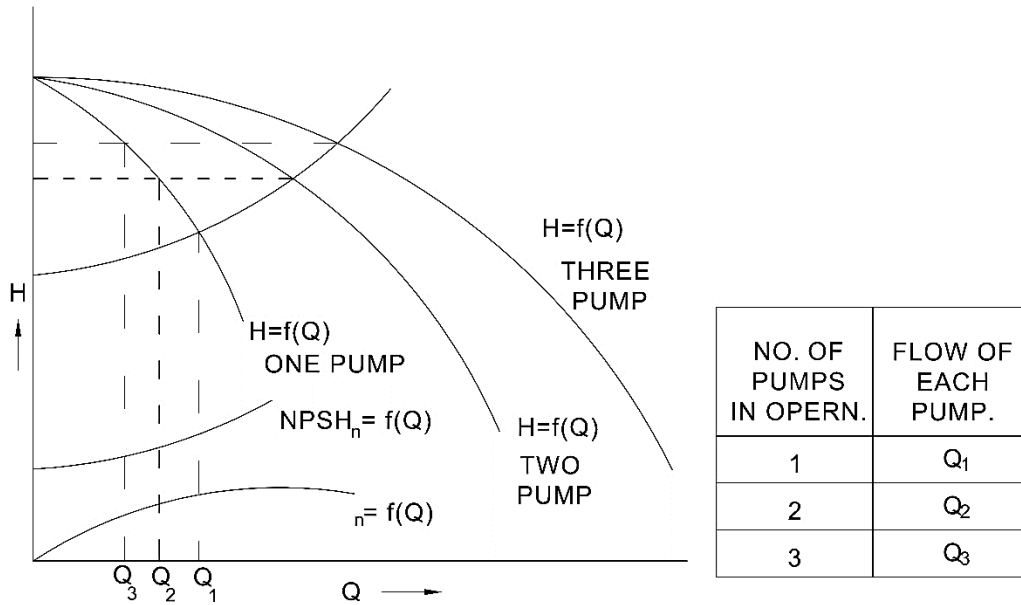 H=f(Q)
THREE
PUMP
H
H=f(Q)
ONE PUMP
NPSHₙ= f(Q)
H=f(Q)
TWO
PUMP
ₙ= f(Q)
Q₃ Q₂ Q₁ Q
NO. OF PUMPS IN OPERN. FLOW OF EACH PUMP.
1 Q₁
2 Q₂
3 Q₃